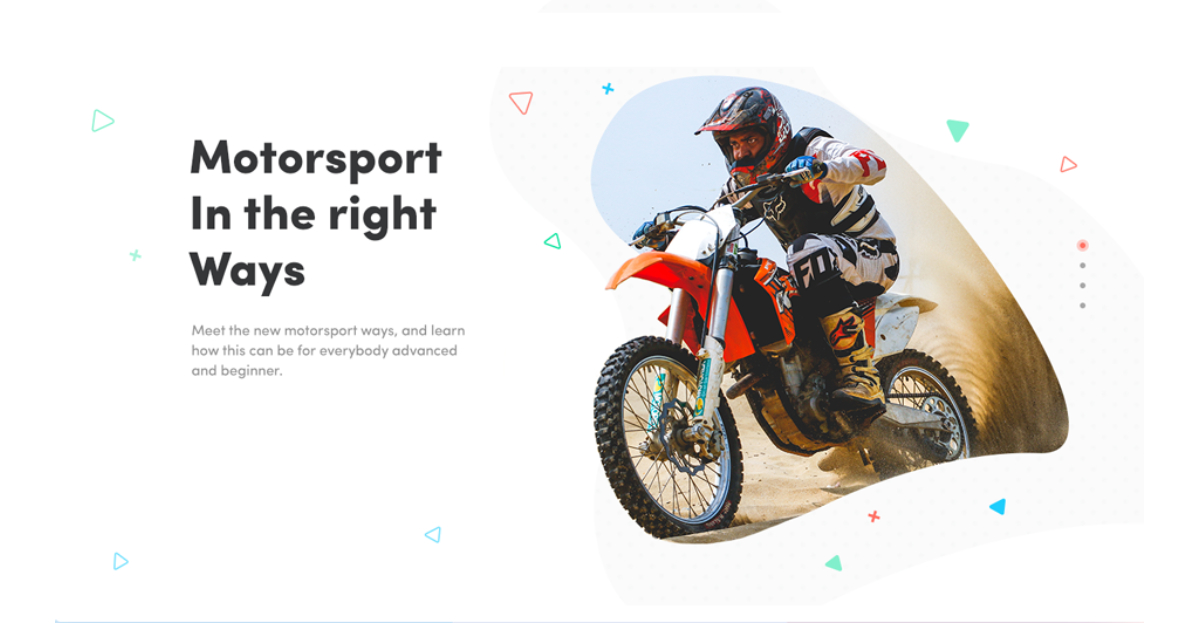 Motorsport
In the right
Ways
Meet the new motorsport ways, and learn
how this can be for everybody advanced
and beginner.
FOX